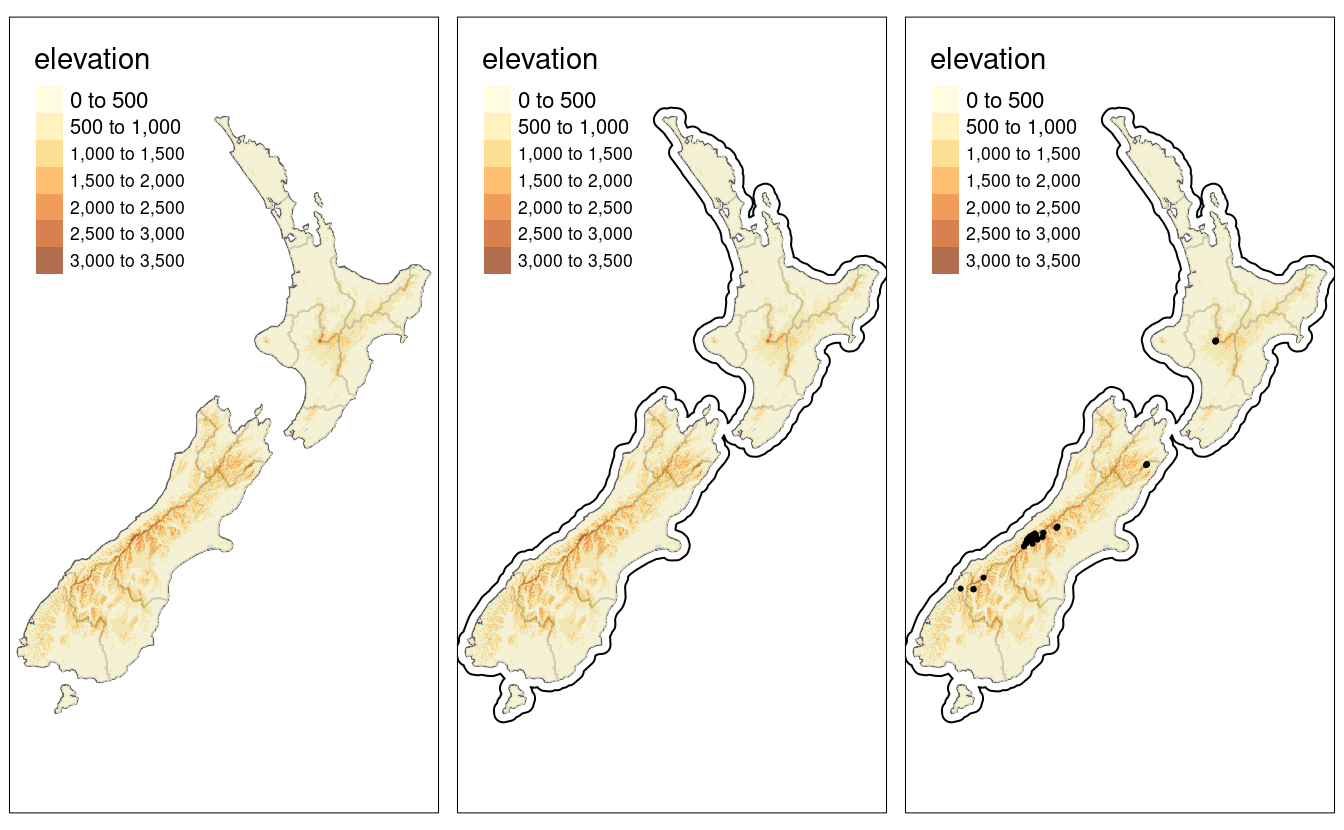 elevation
0 to 500
500 to 1,000
1,000 to 1,500
1,500 to 2,000
2,000 to 2,500
2,500 to 3,000
3,000 to 3,500
elevation
0 to 500
500 to 1,000
1,000 to 1,500
1,500 to 2,000
2,000 to 2,500
2,500 to 3,000
3,000 to 3,500
elevation
0 to 500
500 to 1,000
1,000 to 1,500
1,500 to 2,000
2,000 to 2,500
2,500 to 3,000
3,000 to 3,500